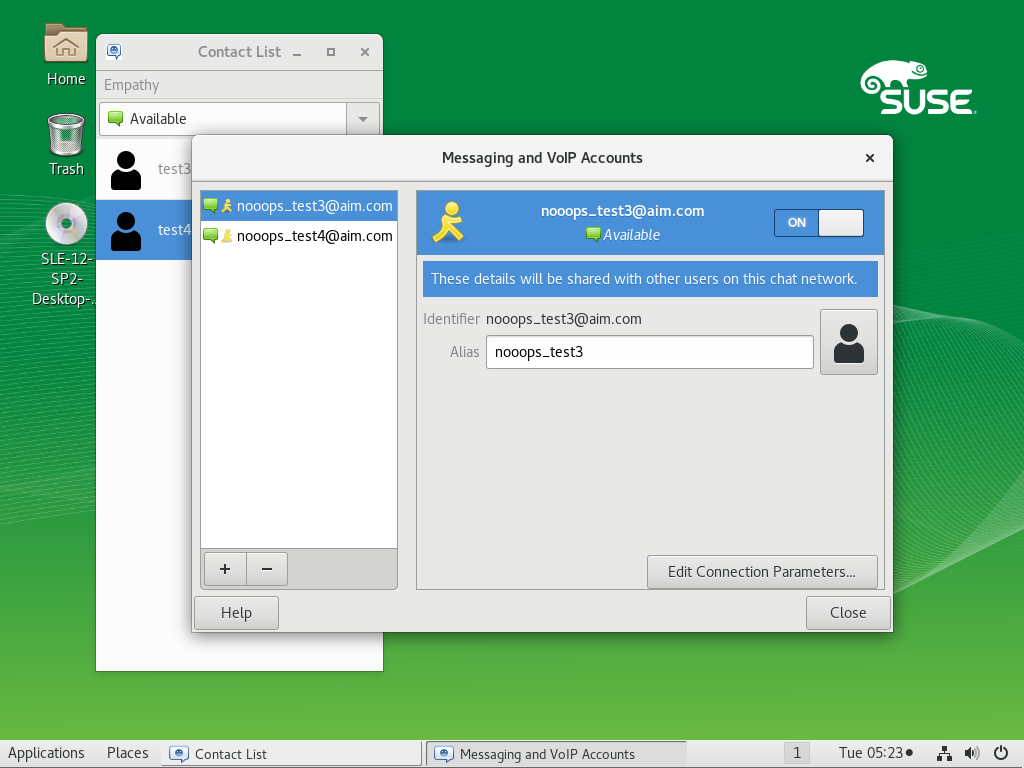 Home
Trash
SLE-12-
SP2-
Desktop-..
Contact List
Empathy
Available
test3
test4
SUSE
Messaging and VoIP Accounts
nooops_test3@aim.com
nooops_test4@aim.com
nooops_test3@aim.com
Available
ON
These details will be shared with other users on this chat network.
Identifier nooops_test3@aim.com
Alias nooops_test3
+ −
Edit Connection Parameters...
Help
Close
Applications Places Contact List Messaging and VoIP Accounts 1 Tue 05:23